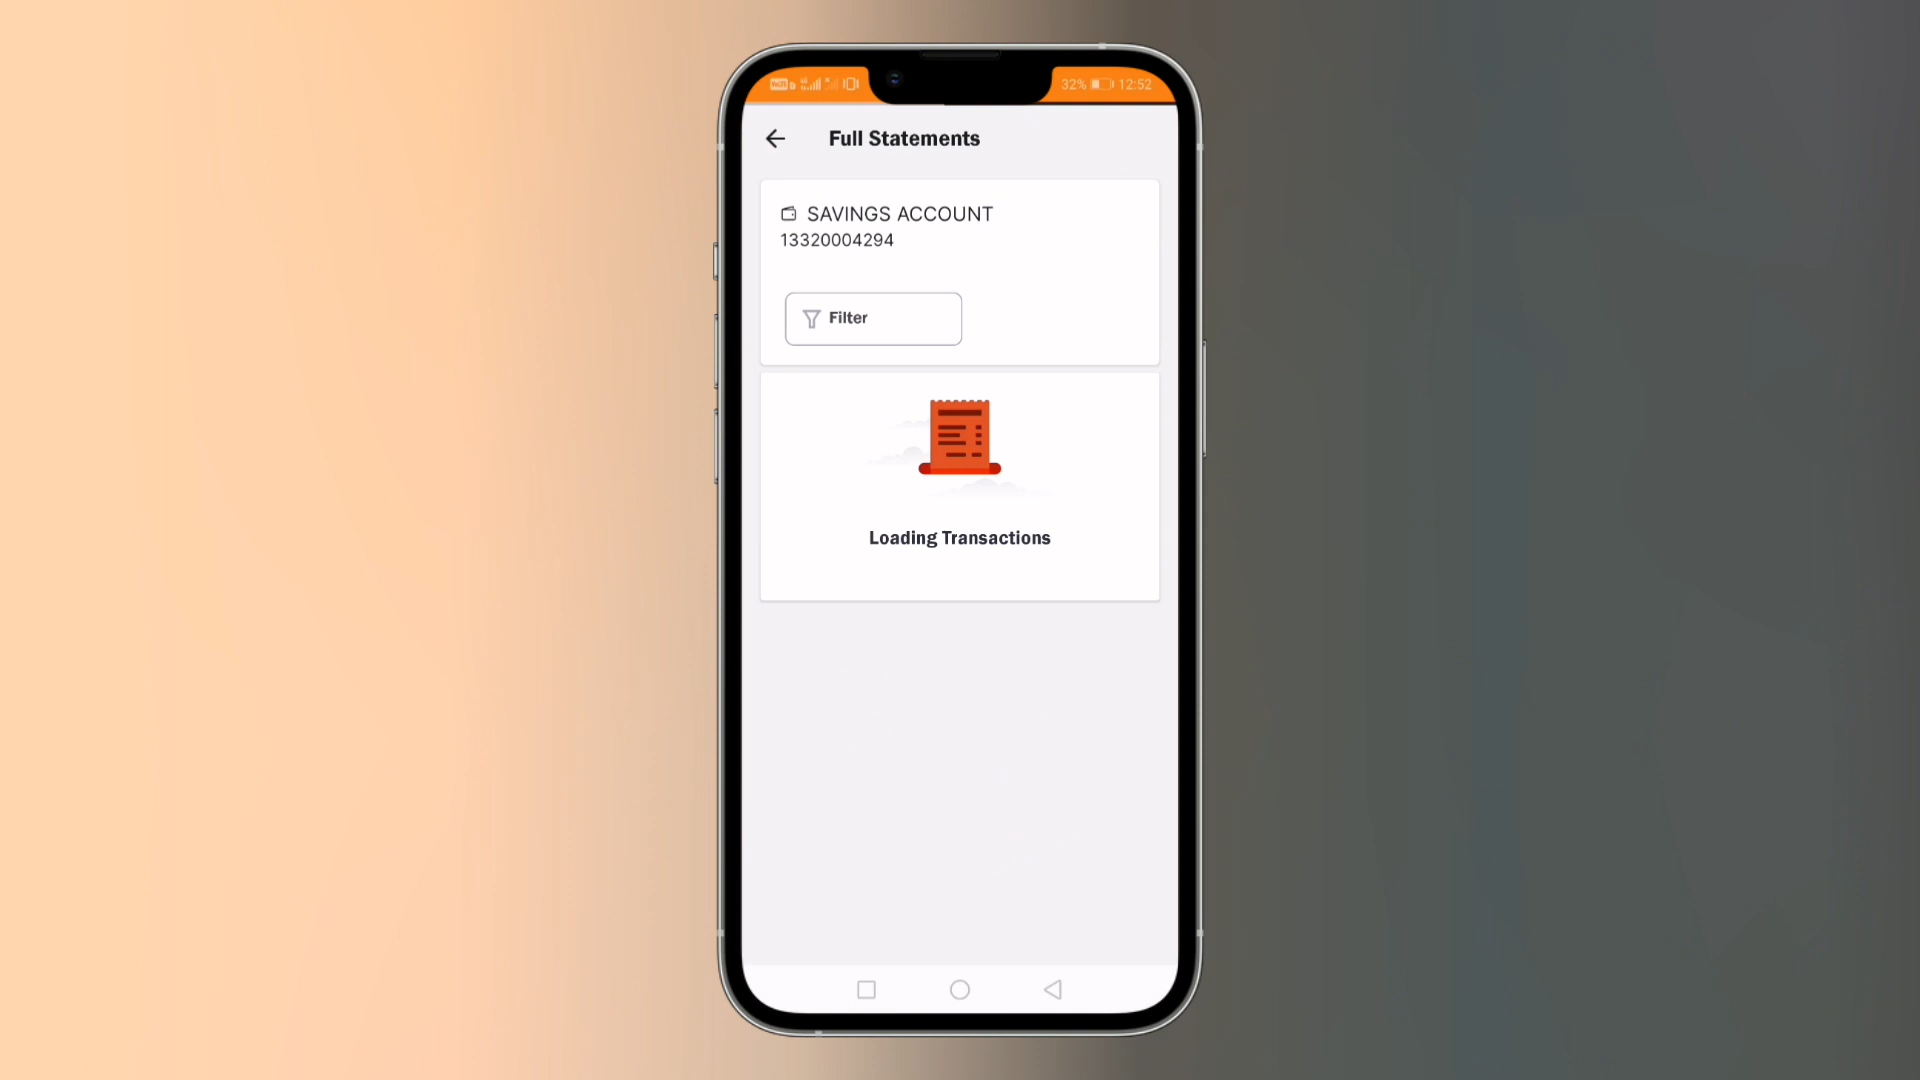 32% 12:52
Full Statements
SAVINGS ACCOUNT
13320004294
Filter
Loading Transactions